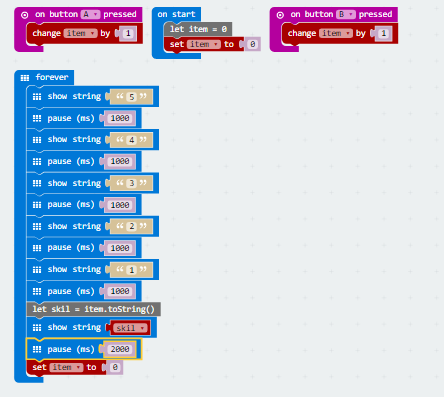 on button A pressed
change item by 1
on start
let item = 0
set item to 0
on button B pressed
change item by 1
forever
show string “ 5 ”
pause (ms) 1000
show string “ 4 ”
pause (ms) 1000
show string “ 3 ”
pause (ms) 1000
show string “ 2 ”
pause (ms) 1000
show string “ 1 ”
pause (ms) 1000
let skil = item.toString()
show string skil
pause (ms) 2000
set item to 0